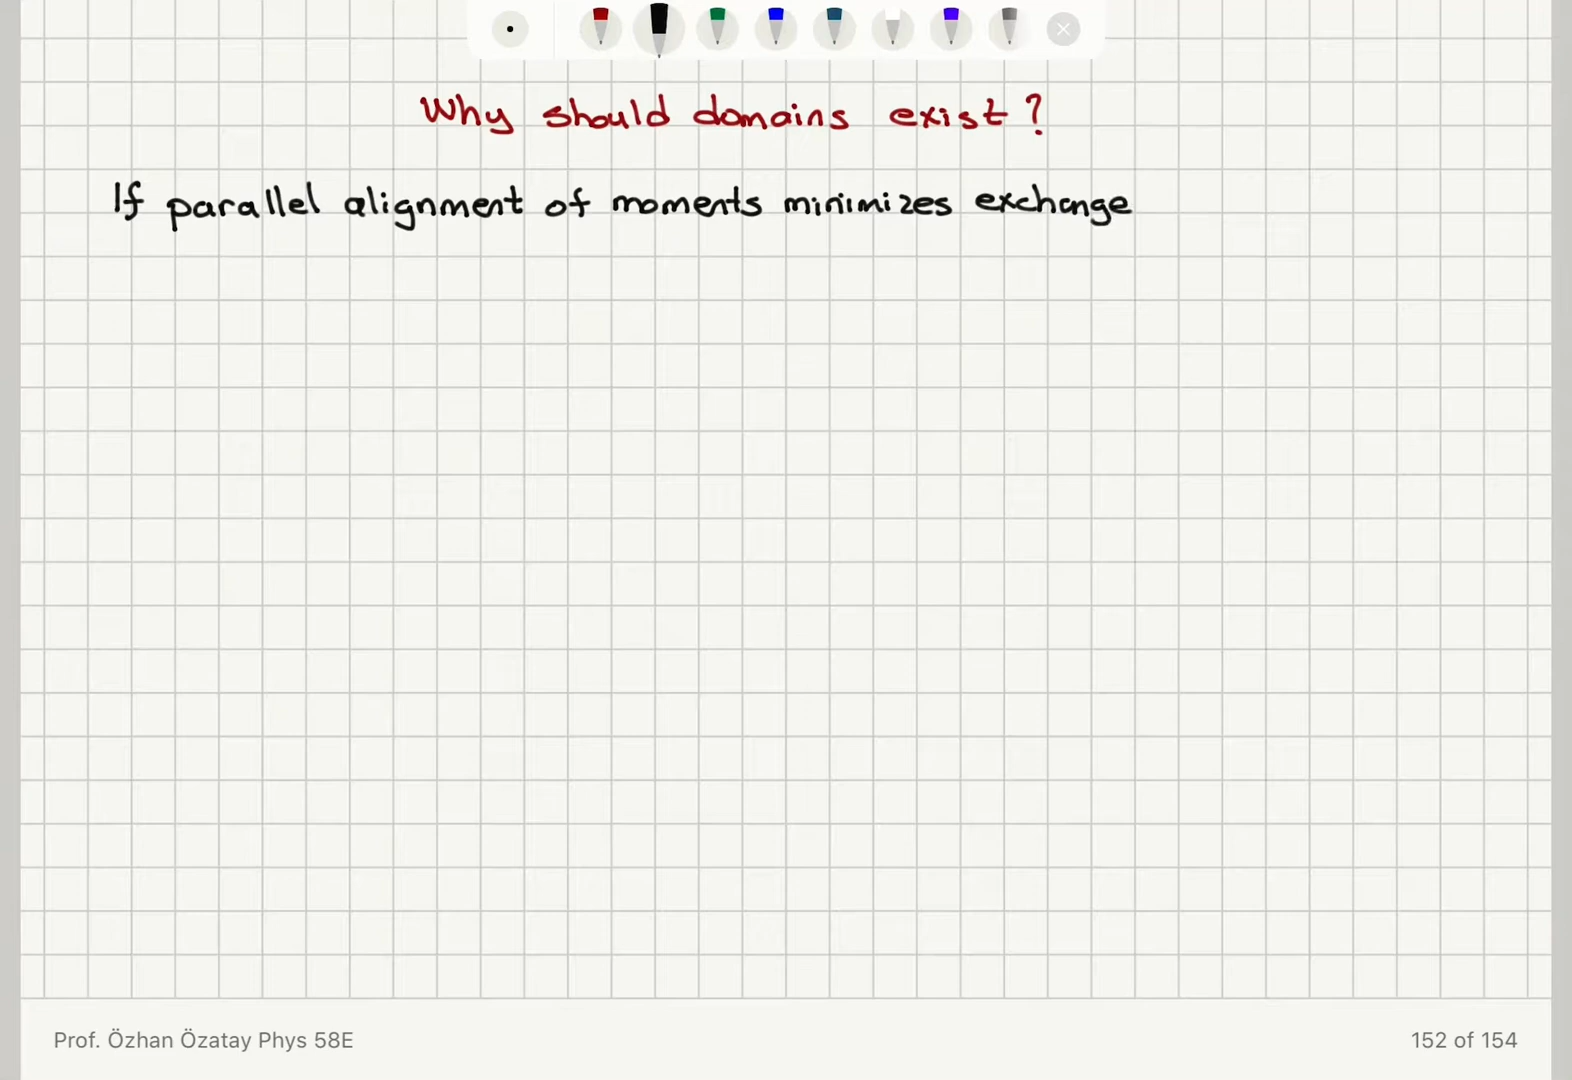 Why should domains exist?
If parallel alignment of moments minimizes exchange
Prof. Özhan Özatay Phys 58E
152 of 154